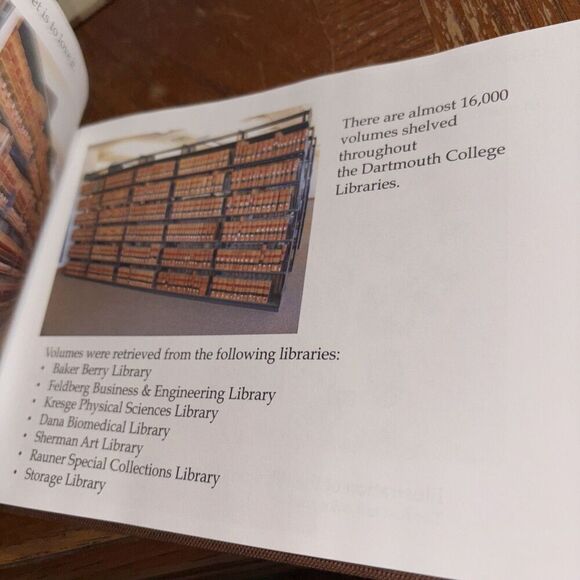 There are almost 16,000
volumes shelved
throughout
the Dartmouth College
Libraries.
Volumes were retrieved from the following libraries:
• Baker Berry Library
• Feldberg Business & Engineering Library
• Kresge Physical Sciences Library
• Dana Biomedical Library
• Sherman Art Library
• Rauner Special Collections Library
• Storage Library